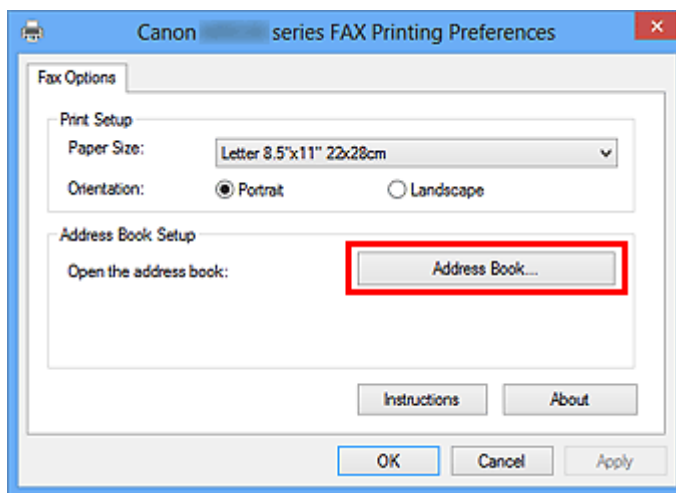 Canon series FAX Printing Preferences
Fax Options
Print Setup
Paper Size: Letter 8.5"x11" 22x28cm
Orientation: Portrait Landscape
Address Book Setup
Open the address book: Address Book...
Instructions About
OK Cancel Apply